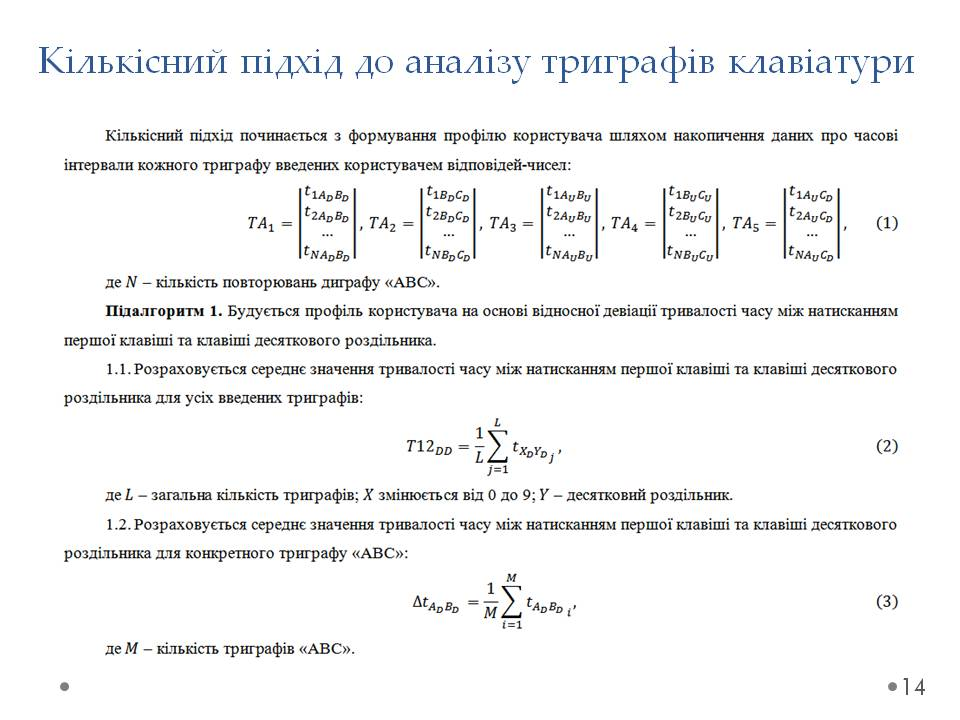 Кількісний підхід до аналізу триграфів клавіатури
Кількісний підхід починається з формування профілю користувача шляхом накопичення даних про часові
інтервали кожного триграфу введених користувачем відповідей-чисел:
$TA_1 = \begin{vmatrix} t_{1A_DB_D} \\ t_{2A_DB_D} \\ \dots \\ t_{NA_DB_D} \end{vmatrix}, TA_2 = \begin{vmatrix} t_{1B_DC_D} \\ t_{2B_DC_D} \\ \dots \\ t_{NB_DC_D} \end{vmatrix}, TA_3 = \begin{vmatrix} t_{1A_UB_U} \\ t_{2A_UB_U} \\ \dots \\ t_{NA_UB_U} \end{vmatrix}, TA_4 = \begin{vmatrix} t_{1B_UC_U} \\ t_{2B_UC_U} \\ \dots \\ t_{NB_UC_U} \end{vmatrix}, TA_5 = \begin{vmatrix} t_{1A_UC_D} \\ t_{2A_UC_D} \\ \dots \\ t_{NA_UC_D} \end{vmatrix},$ (1)
де N – кількість повторювань диграфу «ABC».
Підалгоритм 1. Будується профіль користувача на основі відносної девіації тривалості часу між натисканням
першої клавіші та клавіші десяткового роздільника.
1.1. Розраховується середнє значення тривалості часу між натисканням першої клавіші та клавіші десяткового
роздільника для усіх введених триграфів:
$T12_{DD} = \frac{1}{L} \sum_{j=1}^{L} t_{X_DY_D j},$ (2)
де L – загальна кількість триграфів; X змінюється від 0 до 9; Y – десятковий роздільник.
1.2. Розраховується середнє значення тривалості часу між натисканням першої клавіші та клавіші десяткового
роздільника для конкретного триграфу «ABC»:
$\Delta t_{A_DB_D} = \frac{1}{M} \sum_{i=1}^{M} t_{A_DB_D i},$ (3)
де M – кількість триграфів «ABC».
14